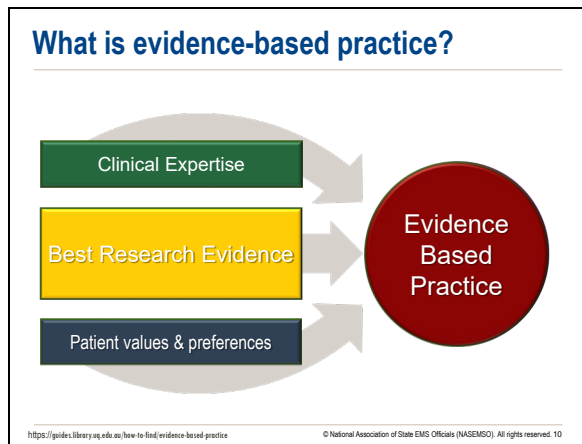 What is evidence-based practice?
Clinical Expertise
Best Research Evidence
Patient values & preferences
Evidence
Based
Practice
https://guides.library.uq.edu.au/how-to-find/evidence-based-practice
© National Association of State EMS Officials (NASEMSO). All rights reserved. 10